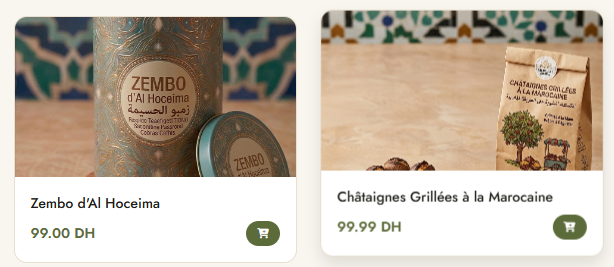 ZEMBO
d'Al Hoceima
زمبو الحسيمة
ZEMBO
CHÂTAIGNES GRILLÉES
À LA MAROCAINE
Zembo d'Al Hoceima
99.00 DH
Châtaignes Grillées à la Marocaine
99.99 DH